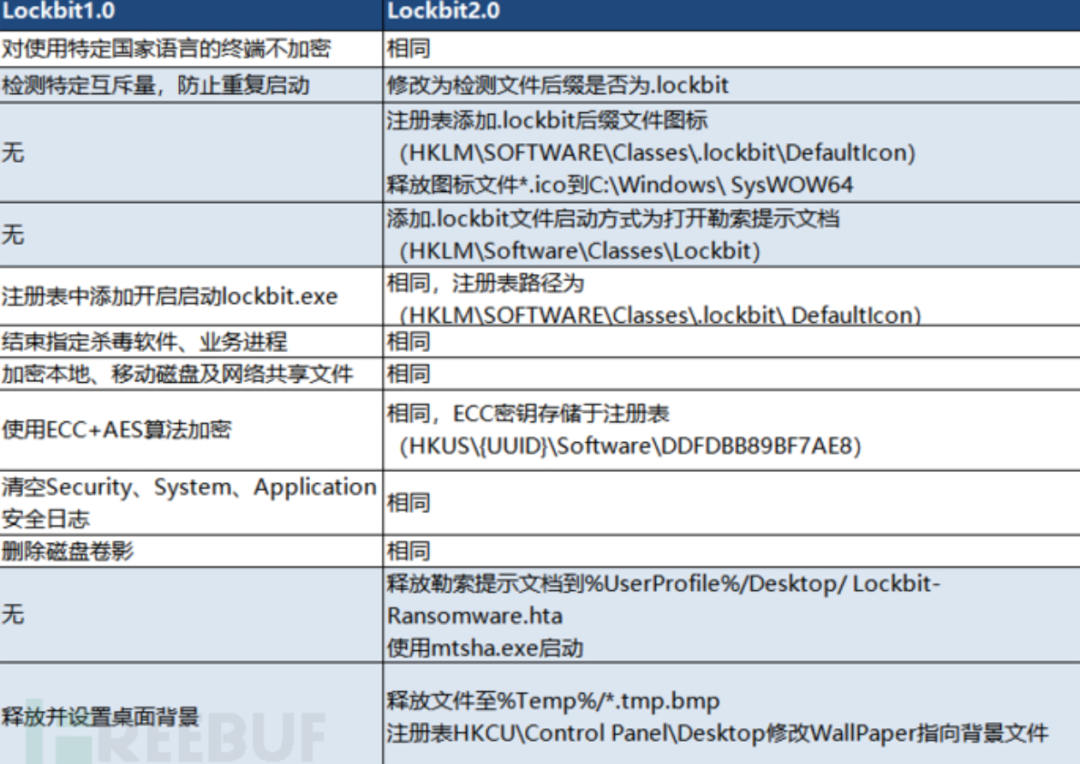 Lockbit1.0
Lockbit2.0
对使用特定国家语言的终端不加密
相同
检测特定互斥量，防止重复启动
修改为检测文件后缀是否为.lockbit
无
注册表添加.lockbit后缀文件图标
（HKLM\SOFTWARE\Classes\.lockbit\DefaultIcon）
释放图标文件*.ico到C:\Windows\ SysWOW64
无
添加.lockbit文件启动方式为打开勒索提示文档
（HKLM\Software\Classes\Lockbit）
注册表中添加开启启动lockbit.exe
相同，注册表路径为
（HKLM\SOFTWARE\Classes\.lockbit\ DefaultIcon）
结束指定杀毒软件、业务进程
相同
加密本地、移动磁盘及网络共享文件
相同
使用ECC+AES算法加密
相同，ECC密钥存储于注册表
（HKUS\{UUID}\Software\DDFDBB89BF7AE8）
清空Security、System、Application
安全日志
相同
删除磁盘卷影
相同
无
释放勒索提示文档到%UserProfile%/Desktop/ Lockbit-
Ransomware.hta
使用mtsha.exe启动
释放并设置桌面背景
释放文件至%Temp%/*.tmp.bmp
注册表HKCU\Control Panel\Desktop修改WallPaper指向背景文件
FREEBUF